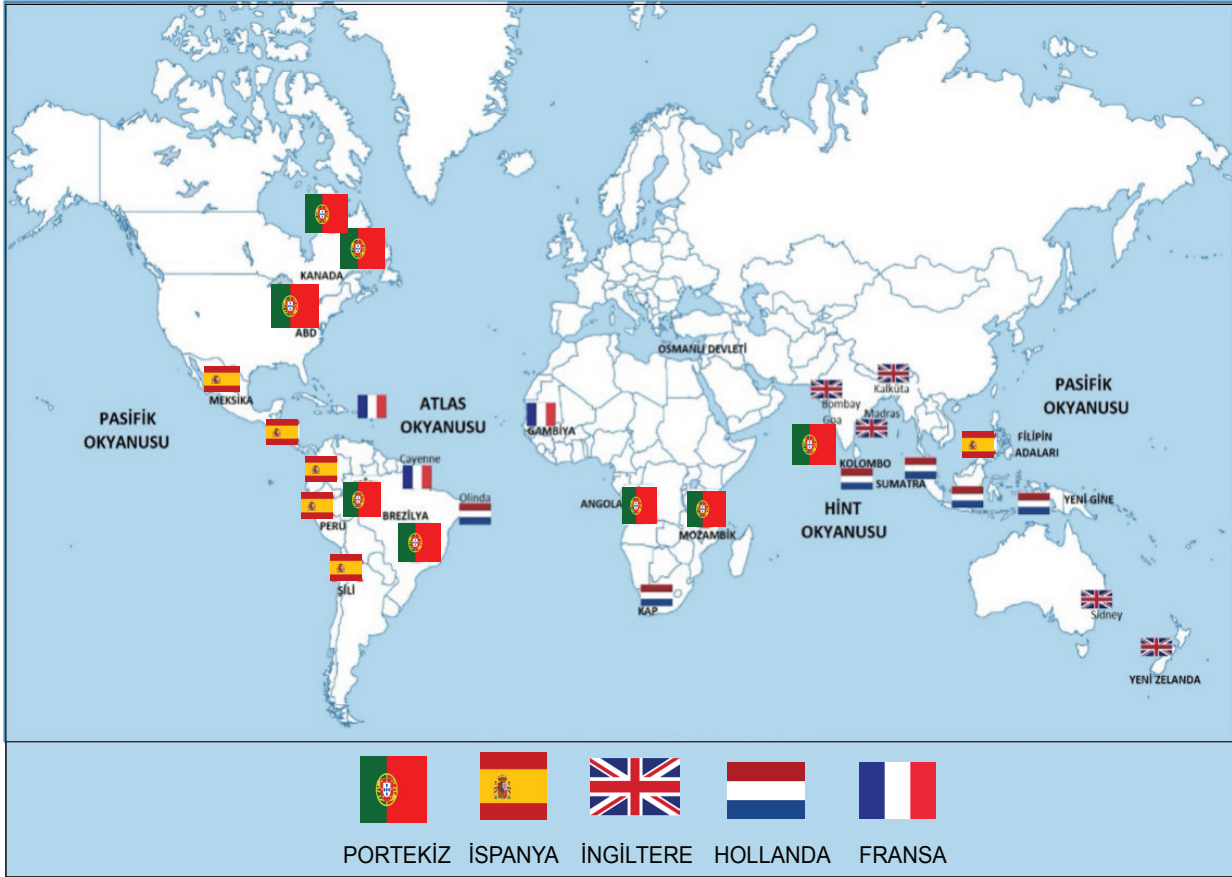 KANADA
ABD
MEKSİKA
PASİFİK
OKYANUSU
ATLAS
OKYANUSU
OSMANLI DEVLETİ
GAMBİYA
Cayenne
Olinda
PERU
BREZİLYA
ŞİLİ
ANGOLA
MOZAMBİK
KAP
Bombay
Kalküta
Madras
Goa
KOLOMBO
SUMATRA
HİNT
OKYANUSU
PASİFİK
OKYANUSU
FİLİPİN
ADALARI
YENİ GİNE
Sidney
YENİ ZELANDA
PORTEKİZ
İSPANYA
İNGİLTERE
HOLLANDA
FRANSA